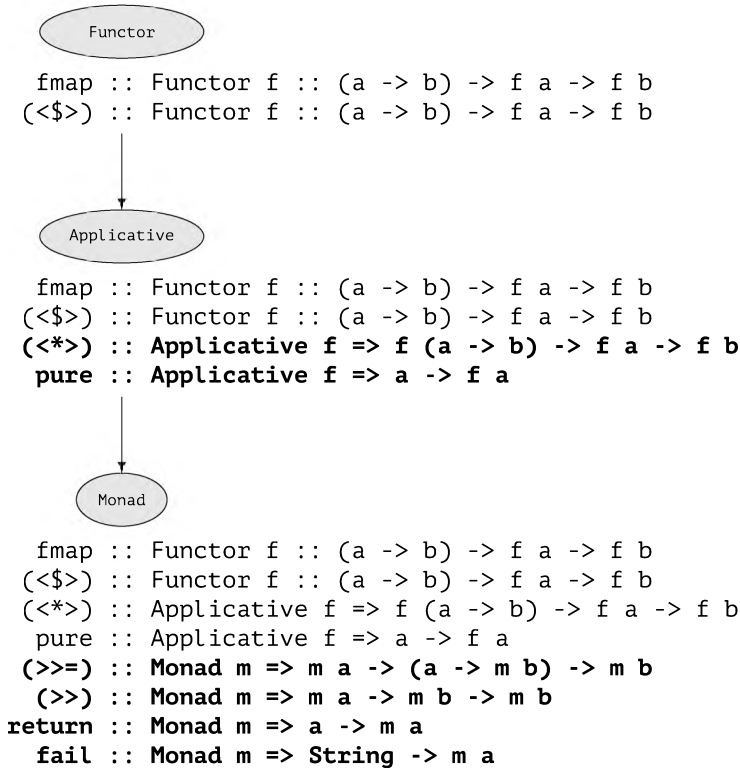 Functor
fmap :: Functor f :: (a -> b) -> f a -> f b
(<$>) :: Functor f :: (a -> b) -> f a -> f b
Applicative
fmap :: Functor f :: (a -> b) -> f a -> f b
(<$>) :: Functor f :: (a -> b) -> f a -> f b
(<*>) :: Applicative f => f (a -> b) -> f a -> f b
pure :: Applicative f => a -> f a
Monad
fmap :: Functor f :: (a -> b) -> f a -> f b
(<$>) :: Functor f :: (a -> b) -> f a -> f b
(<*>) :: Applicative f => f (a -> b) -> f a -> f b
pure :: Applicative f => a -> f a
(>>=) :: Monad m => m a -> (a -> m b) -> m b
(>>) :: Monad m => m a -> m b -> m b
return :: Monad m => a -> m a
fail :: Monad m => String -> m a